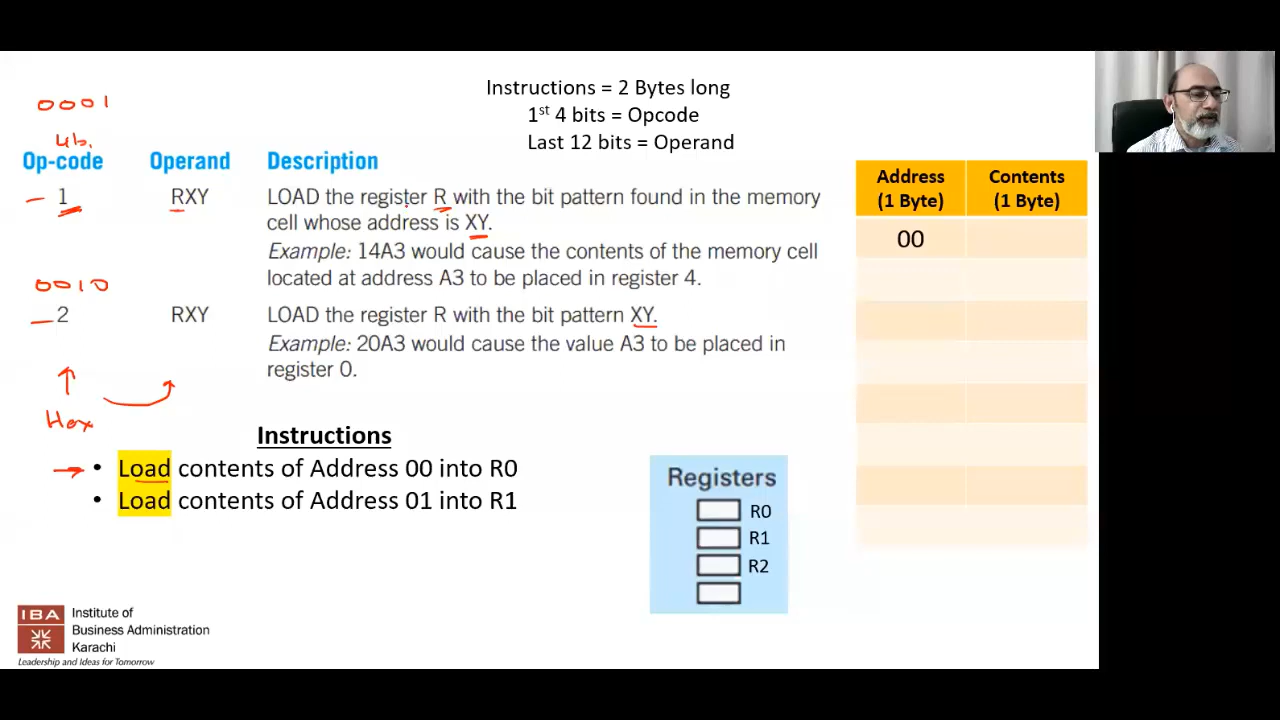 Instructions = 2 Bytes long
1st 4 bits = Opcode
Last 12 bits = Operand
0001
4b.
Op-code Operand Description
1 RXY LOAD the register R with the bit pattern found in the memory
cell whose address is XY.
Example: 14A3 would cause the contents of the memory cell
located at address A3 to be placed in register 4.
0010
2 RXY LOAD the register R with the bit pattern XY.
Example: 20A3 would cause the value A3 to be placed in
register 0.
Hex
Instructions
• Load contents of Address 00 into R0
• Load contents of Address 01 into R1
Registers
R0
R1
R2
Address Contents
(1 Byte) (1 Byte)
00
IBA
Institute of
Business Administration
Karachi
Leadership and Ideas for Tomorrow